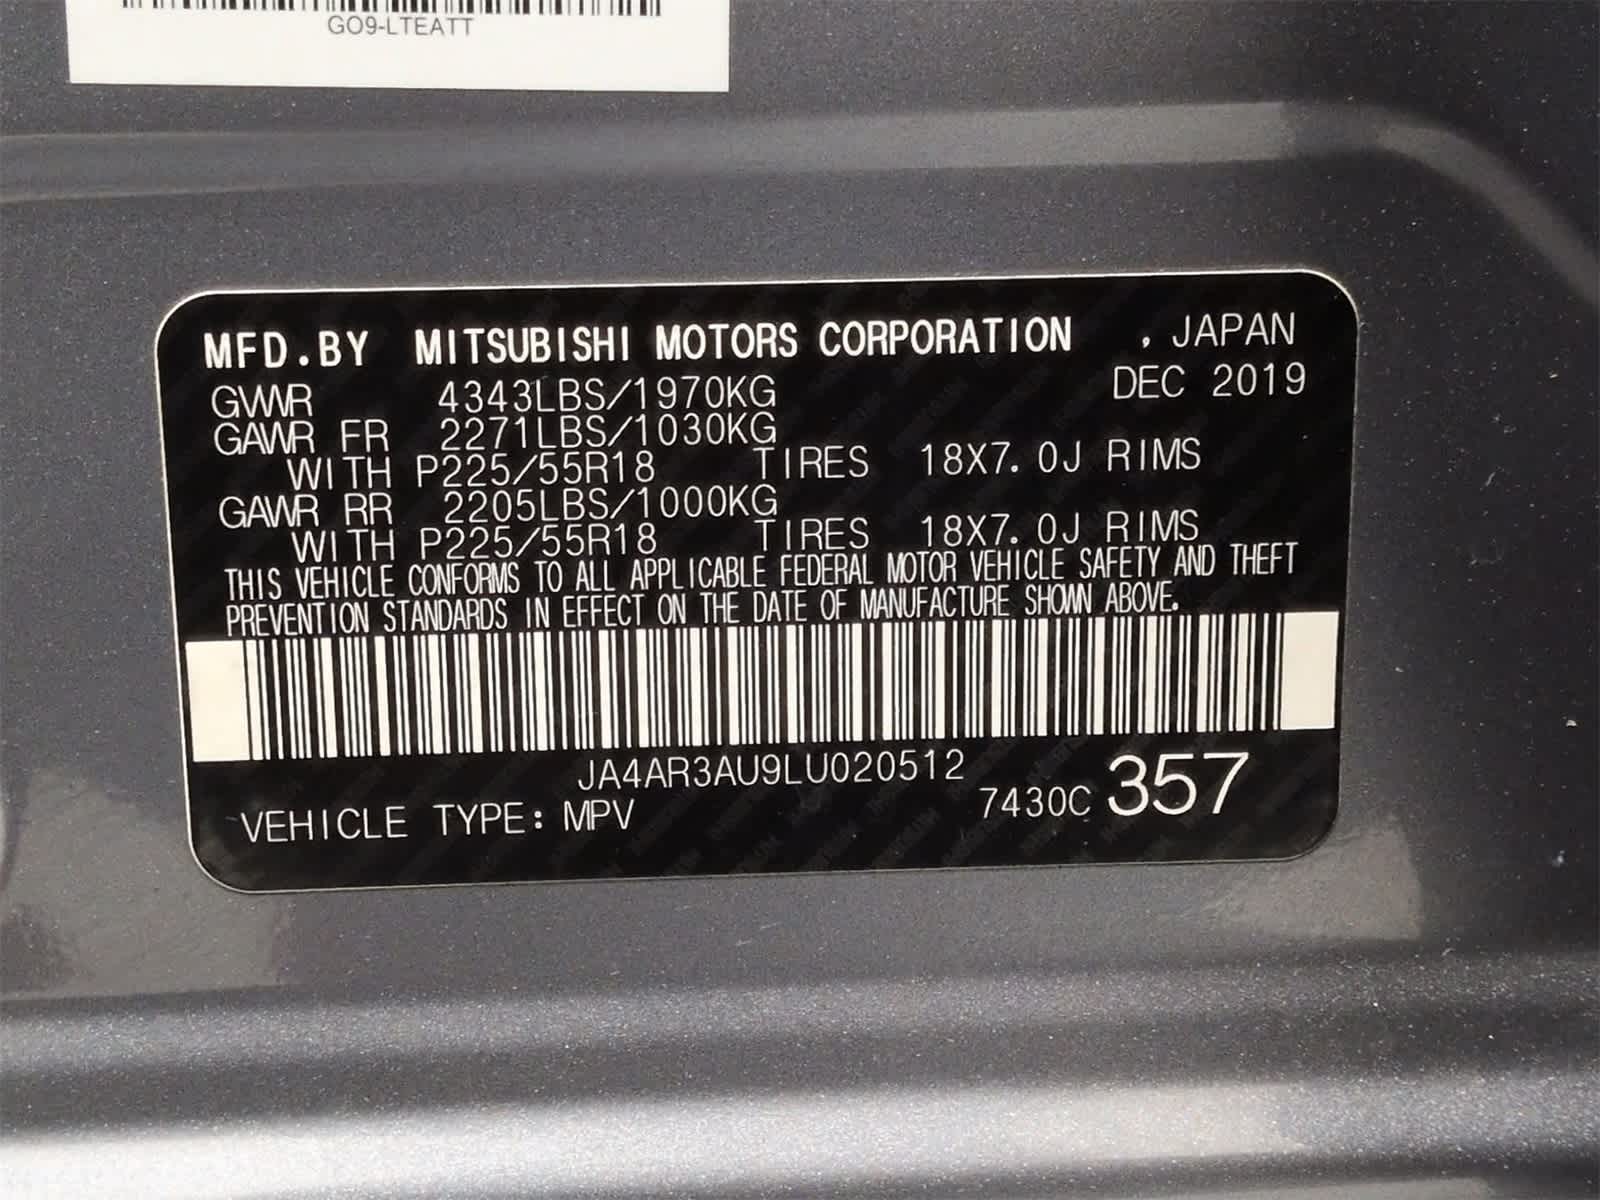 GO9-LTEATT
MFD.BY MITSUBISHI MOTORS CORPORATION , JAPAN
DEC 2019
GVWR 4343LBS/1970KG
GAWR FR 2271LBS/1030KG
WITH P225/55R18 TIRES 18X7.0J RIMS
GAWR RR 2205LBS/1000KG
WITH P225/55R18 TIRES 18X7.0J RIMS
THIS VEHICLE CONFORMS TO ALL APPLICABLE FEDERAL MOTOR VEHICLE SAFETY AND THEFT
PREVENTION STANDARDS IN EFFECT ON THE DATE OF MANUFACTURE SHOWN ABOVE.
JA4AR3AU9LU020512
VEHICLE TYPE: MPV 7430C 357